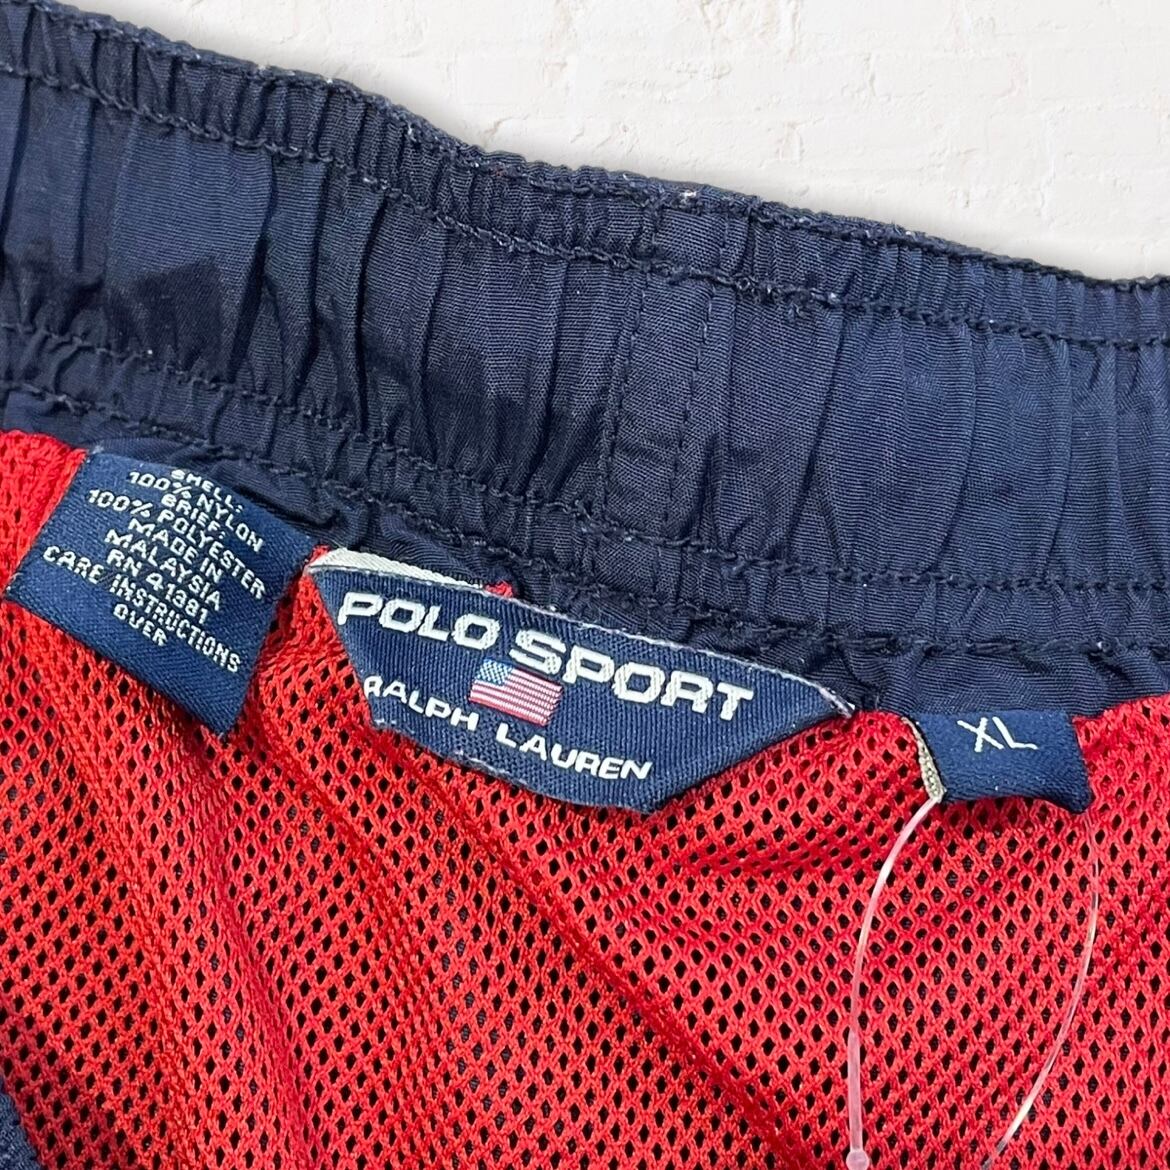 SHELL:
100% NYLON
BRIEF:
100% POLYESTER
MADE IN
MALAYSIA
RN 41381
CARE INSTRUCTIONS
OVER
POLO SPORT
RALPH LAUREN
XL